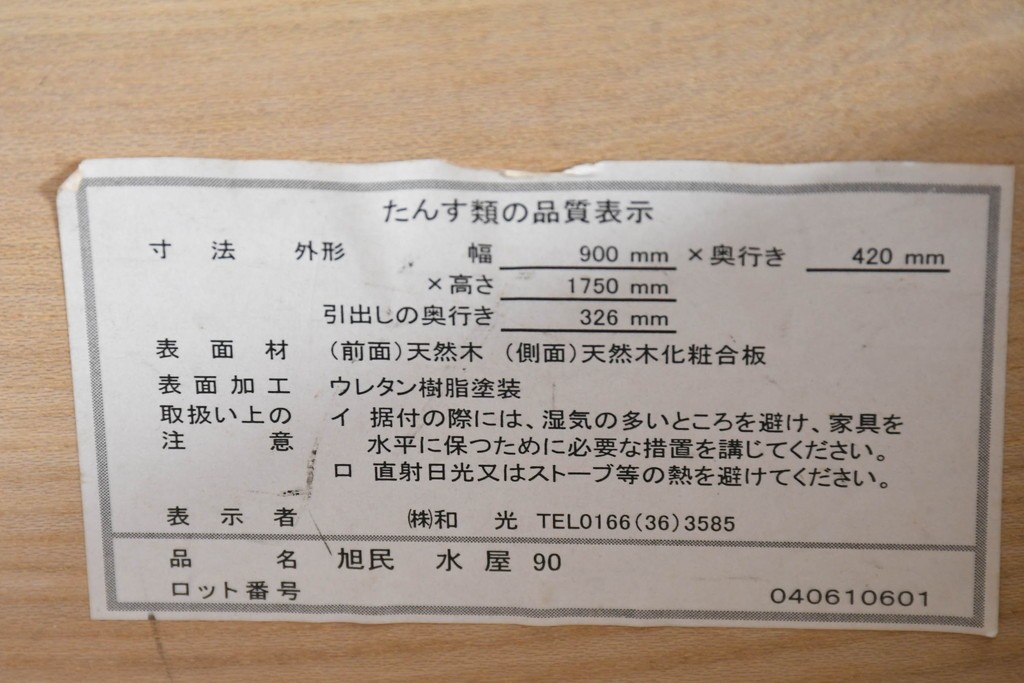 たんす類の品質表示
寸法 外形 幅 900 mm ×奥行き 420 mm
×高さ 1750 mm
引出しの奥行き 326 mm
表面材 (前面)天然木 (側面)天然木化粧合板
表面加工 ウレタン樹脂塗装
取扱い上の イ 据付の際には、湿気の多いところを避け、家具を
注意 水平に保つために必要な措置を講じてください。
ロ 直射日光又はストーブ等の熱を避けてください。
表示者 ㈱和光 TEL0166(36)3585
品名 旭民 水屋 90
ロット番号 040610601